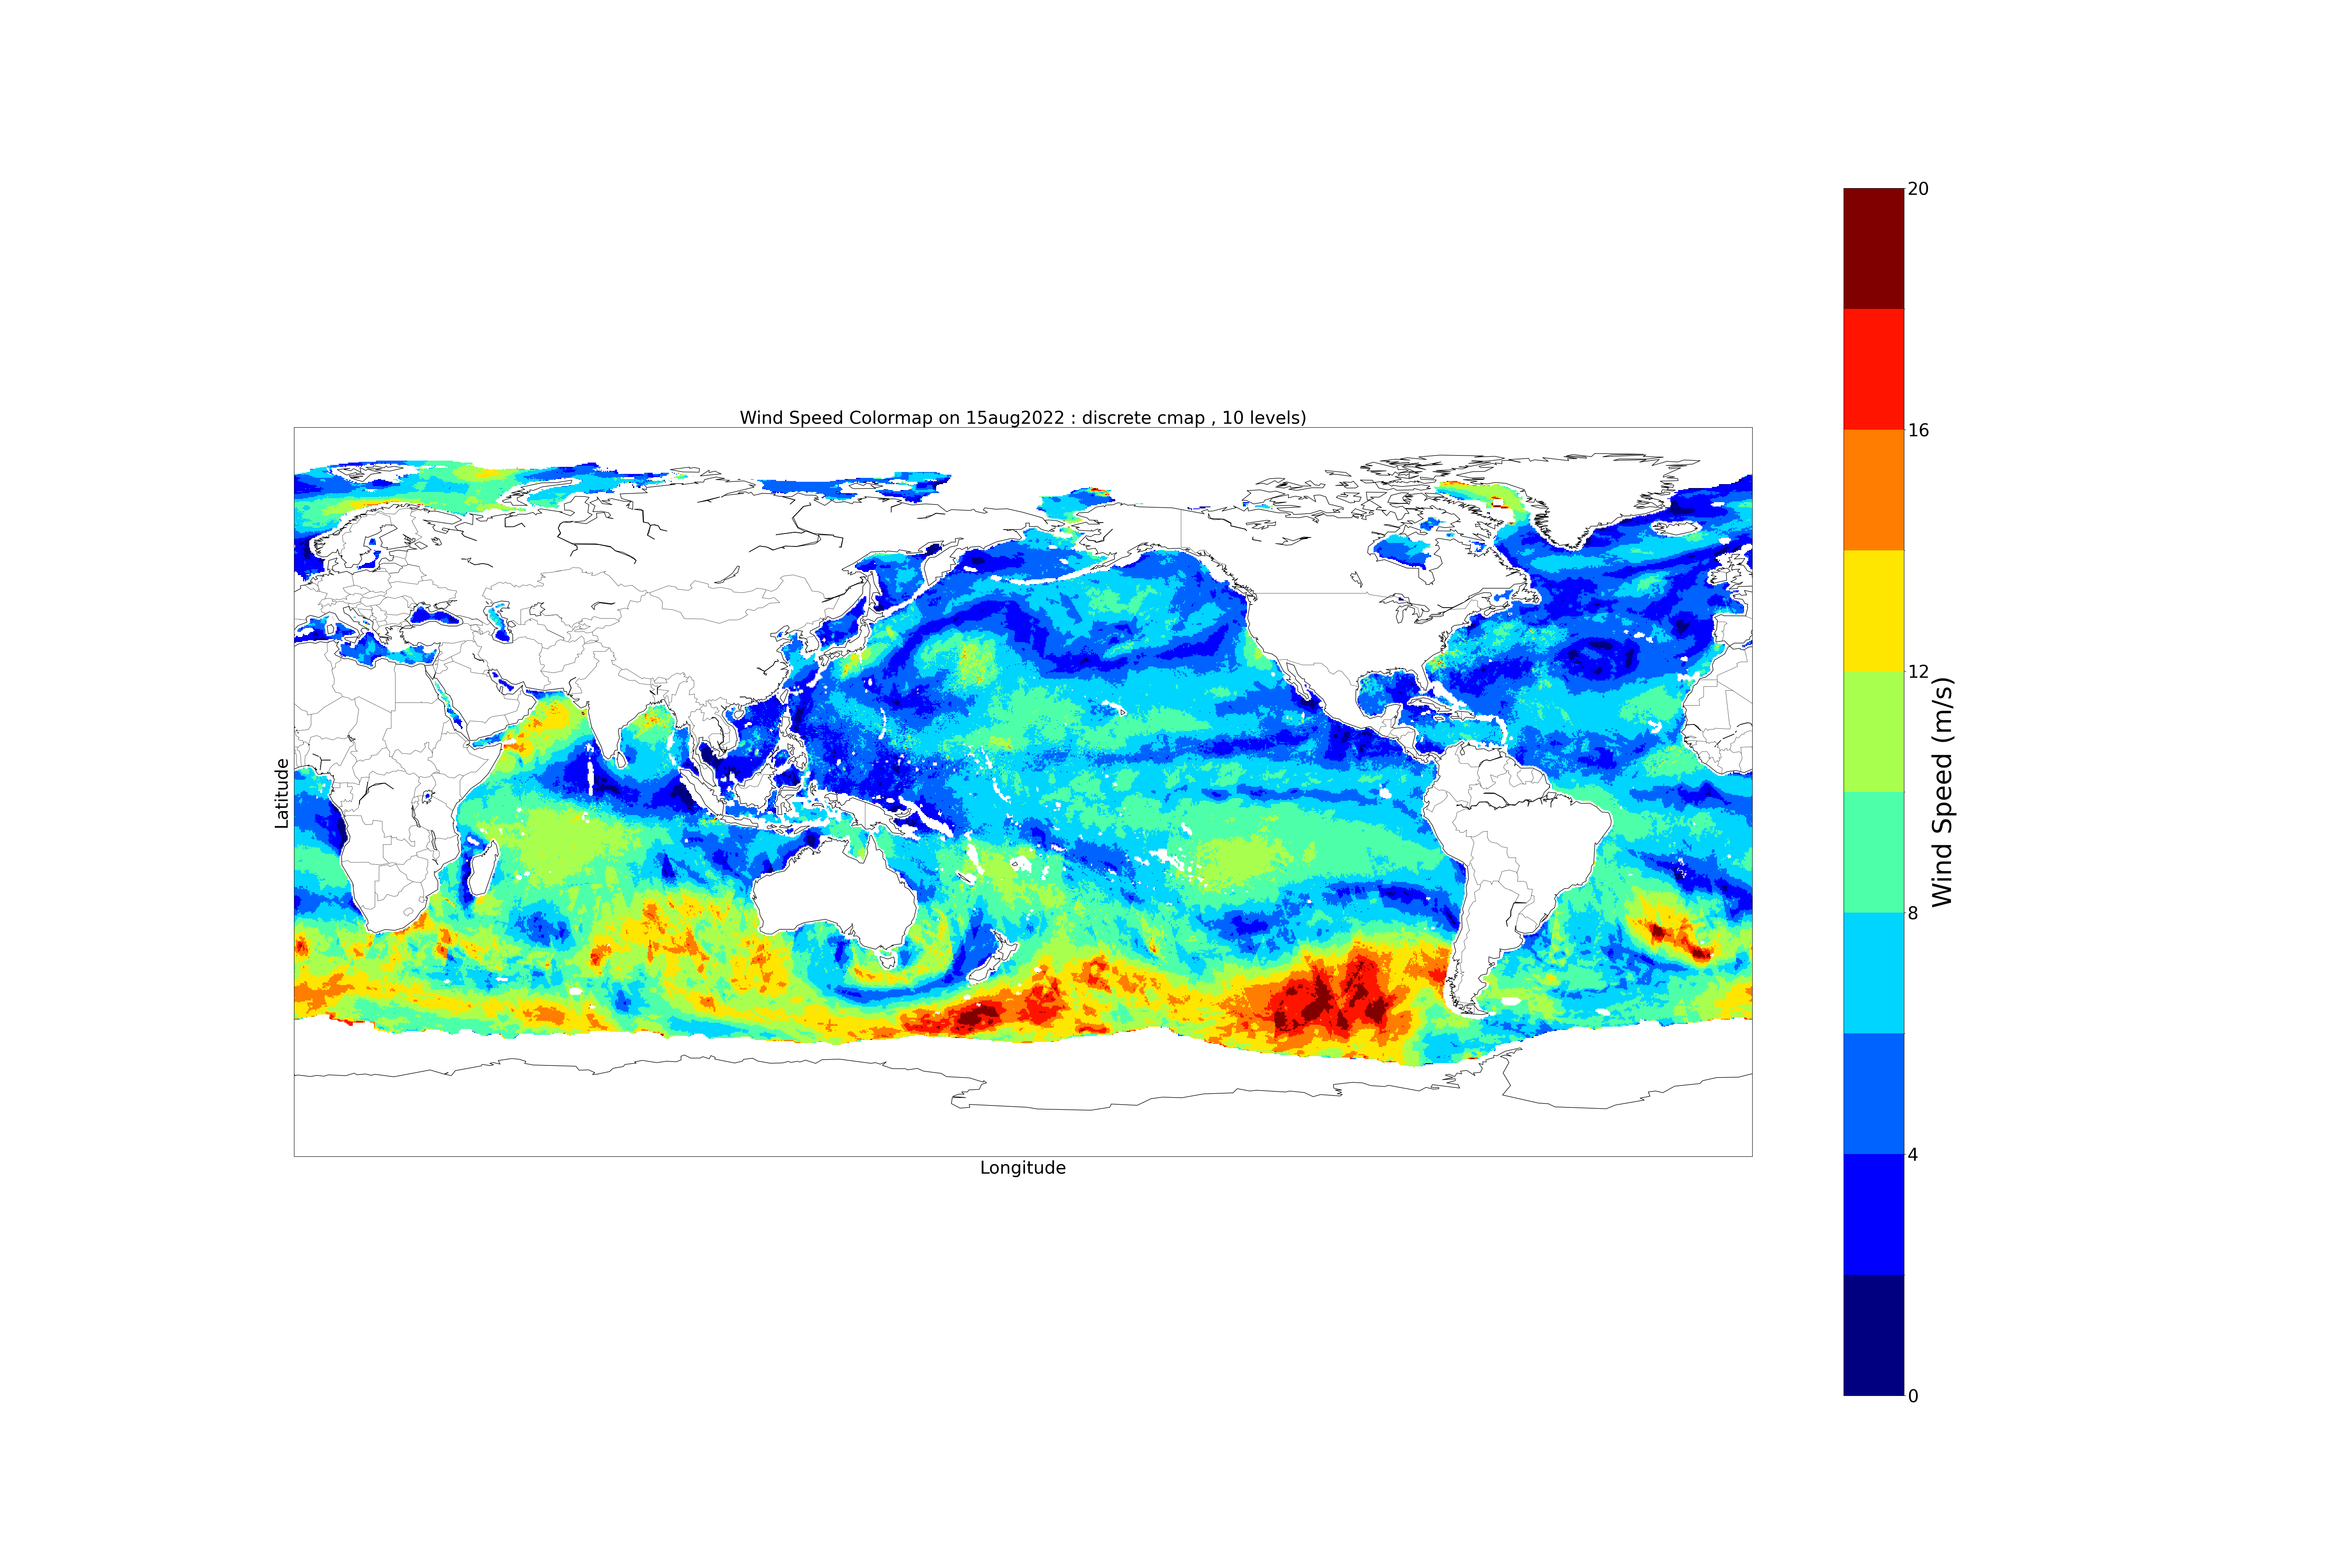 Wind Speed Colormap on 15aug2022 : discrete cmap , 10 levels)
Latitude
Longitude
20
16
12
8
4
0
Wind Speed (m/s)